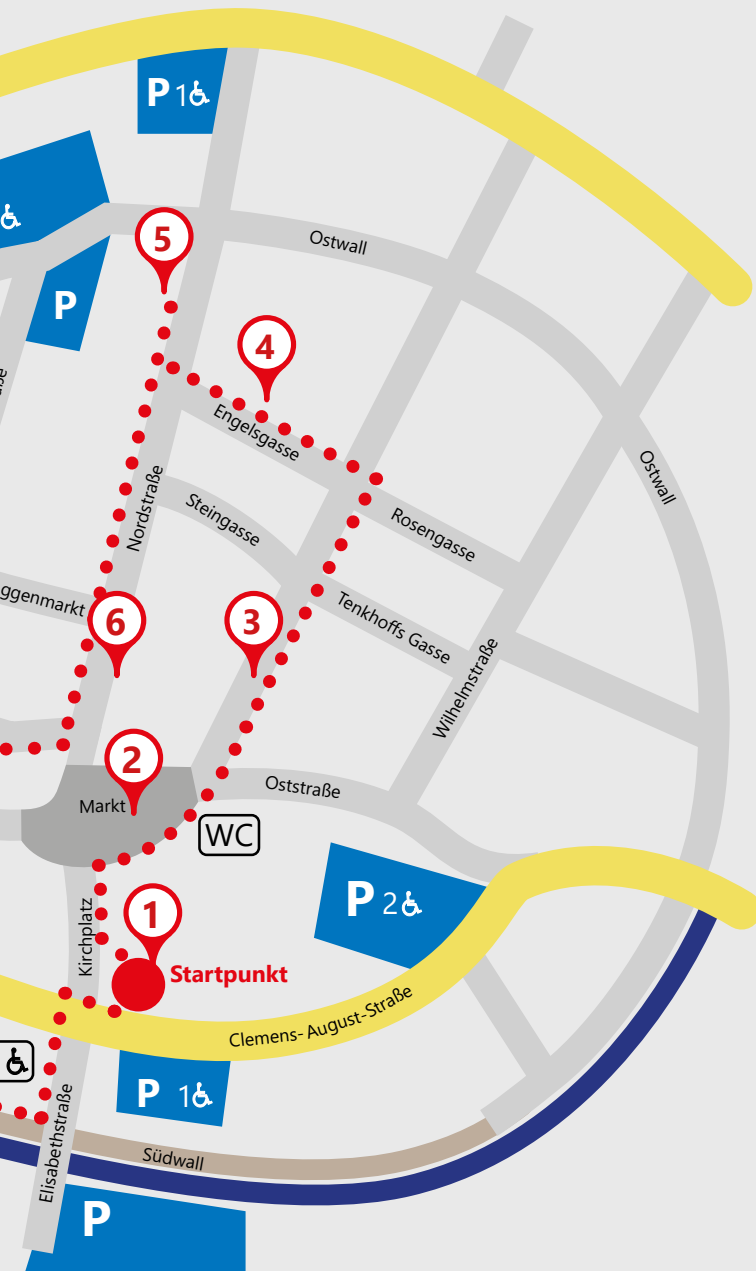 P 1
5
Ostwall
P
4
Engelsgasse
Ostwall
Nordstraße
Steingasse
Rosengasse
ggenmarkt
6
3
Tenkhoffs Gasse
Wilhelmstraße
2
Markt
Oststraße
WC
P 2
1
Kirchplatz
Startpunkt
Clemens-August-Straße
P 1
Elisabethstraße
Südwall
P